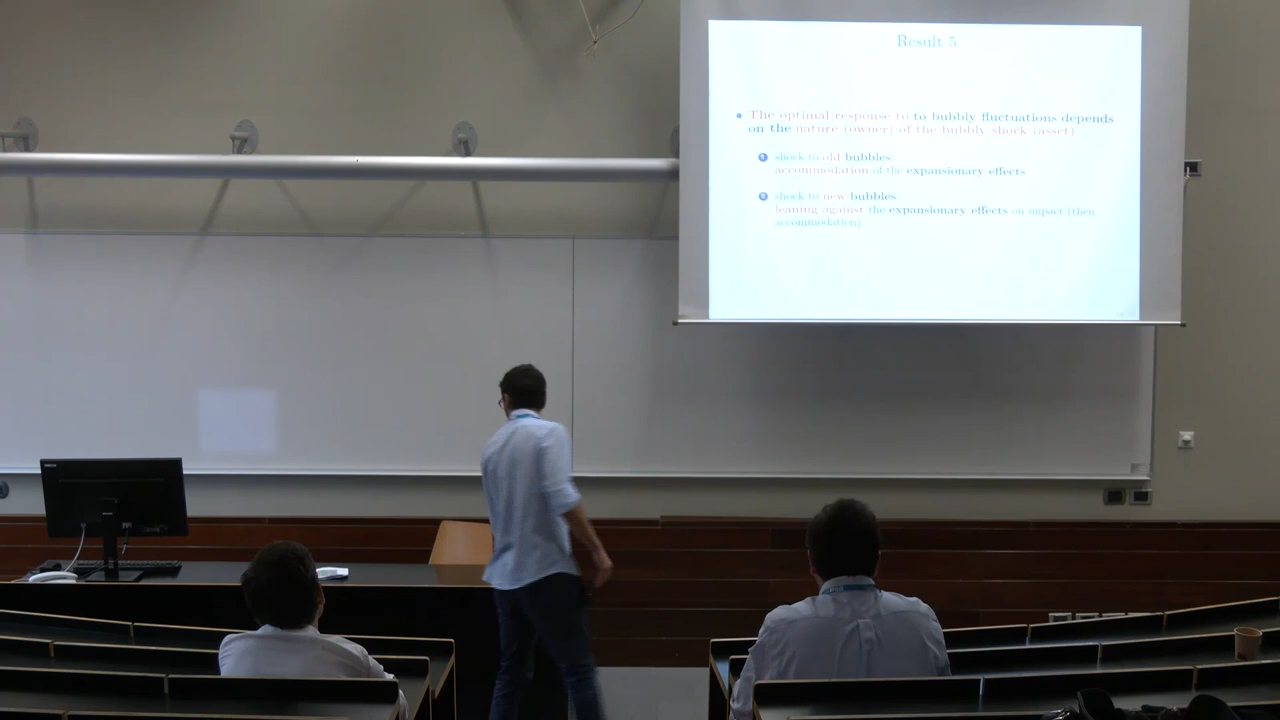 Result 5
The optimal response to to bubbly fluctuations depends
on the nature (owner) of the bubbly shock (asset)
1 shock to old bubbles:
accommodation of the expansionary effects
2 shock to new bubbles:
leaning against the expansionary effects on impact (then
accommodation)